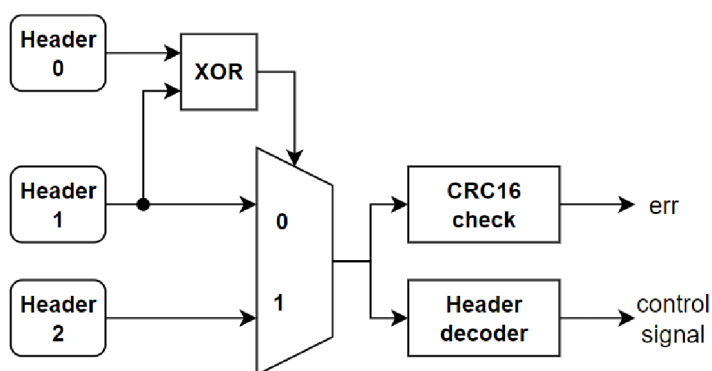 Header
0
XOR
Header
1
0
CRC16
check
err
Header
2
1
Header
decoder
control
signal